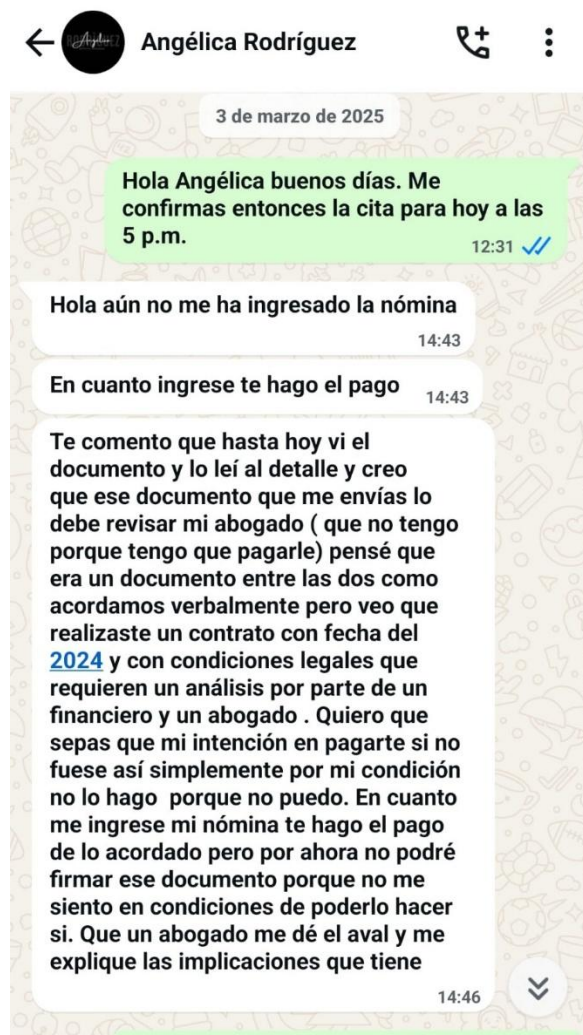 Angélica Rodríguez
3 de marzo de 2025
Hola Angélica buenos días. Me
confirmas entonces la cita para hoy a las
5 p.m.
12:31
Hola aún no me ha ingresado la nómina
14:43
En cuanto ingrese te hago el pago
14:43
Te comento que hasta hoy vi el
documento y lo leí al detalle y creo
que ese documento que me envías lo
debe revisar mi abogado ( que no tengo
porque tengo que pagarle) pensé que
era un documento entre las dos como
acordamos verbalmente pero veo que
realizaste un contrato con fecha del
2024 y con condiciones legales que
requieren un análisis por parte de un
financiero y un abogado . Quiero que
sepas que mi intención en pagarte si no
fuese así simplemente por mi condición
no lo hago  porque no puedo. En cuanto
me ingrese mi nómina te hago el pago
de lo acordado pero por ahora no podré
firmar ese documento porque no me
siento en condiciones de poderlo hacer
si. Que un abogado me dé el aval y me
explique las implicaciones que tiene
14:46